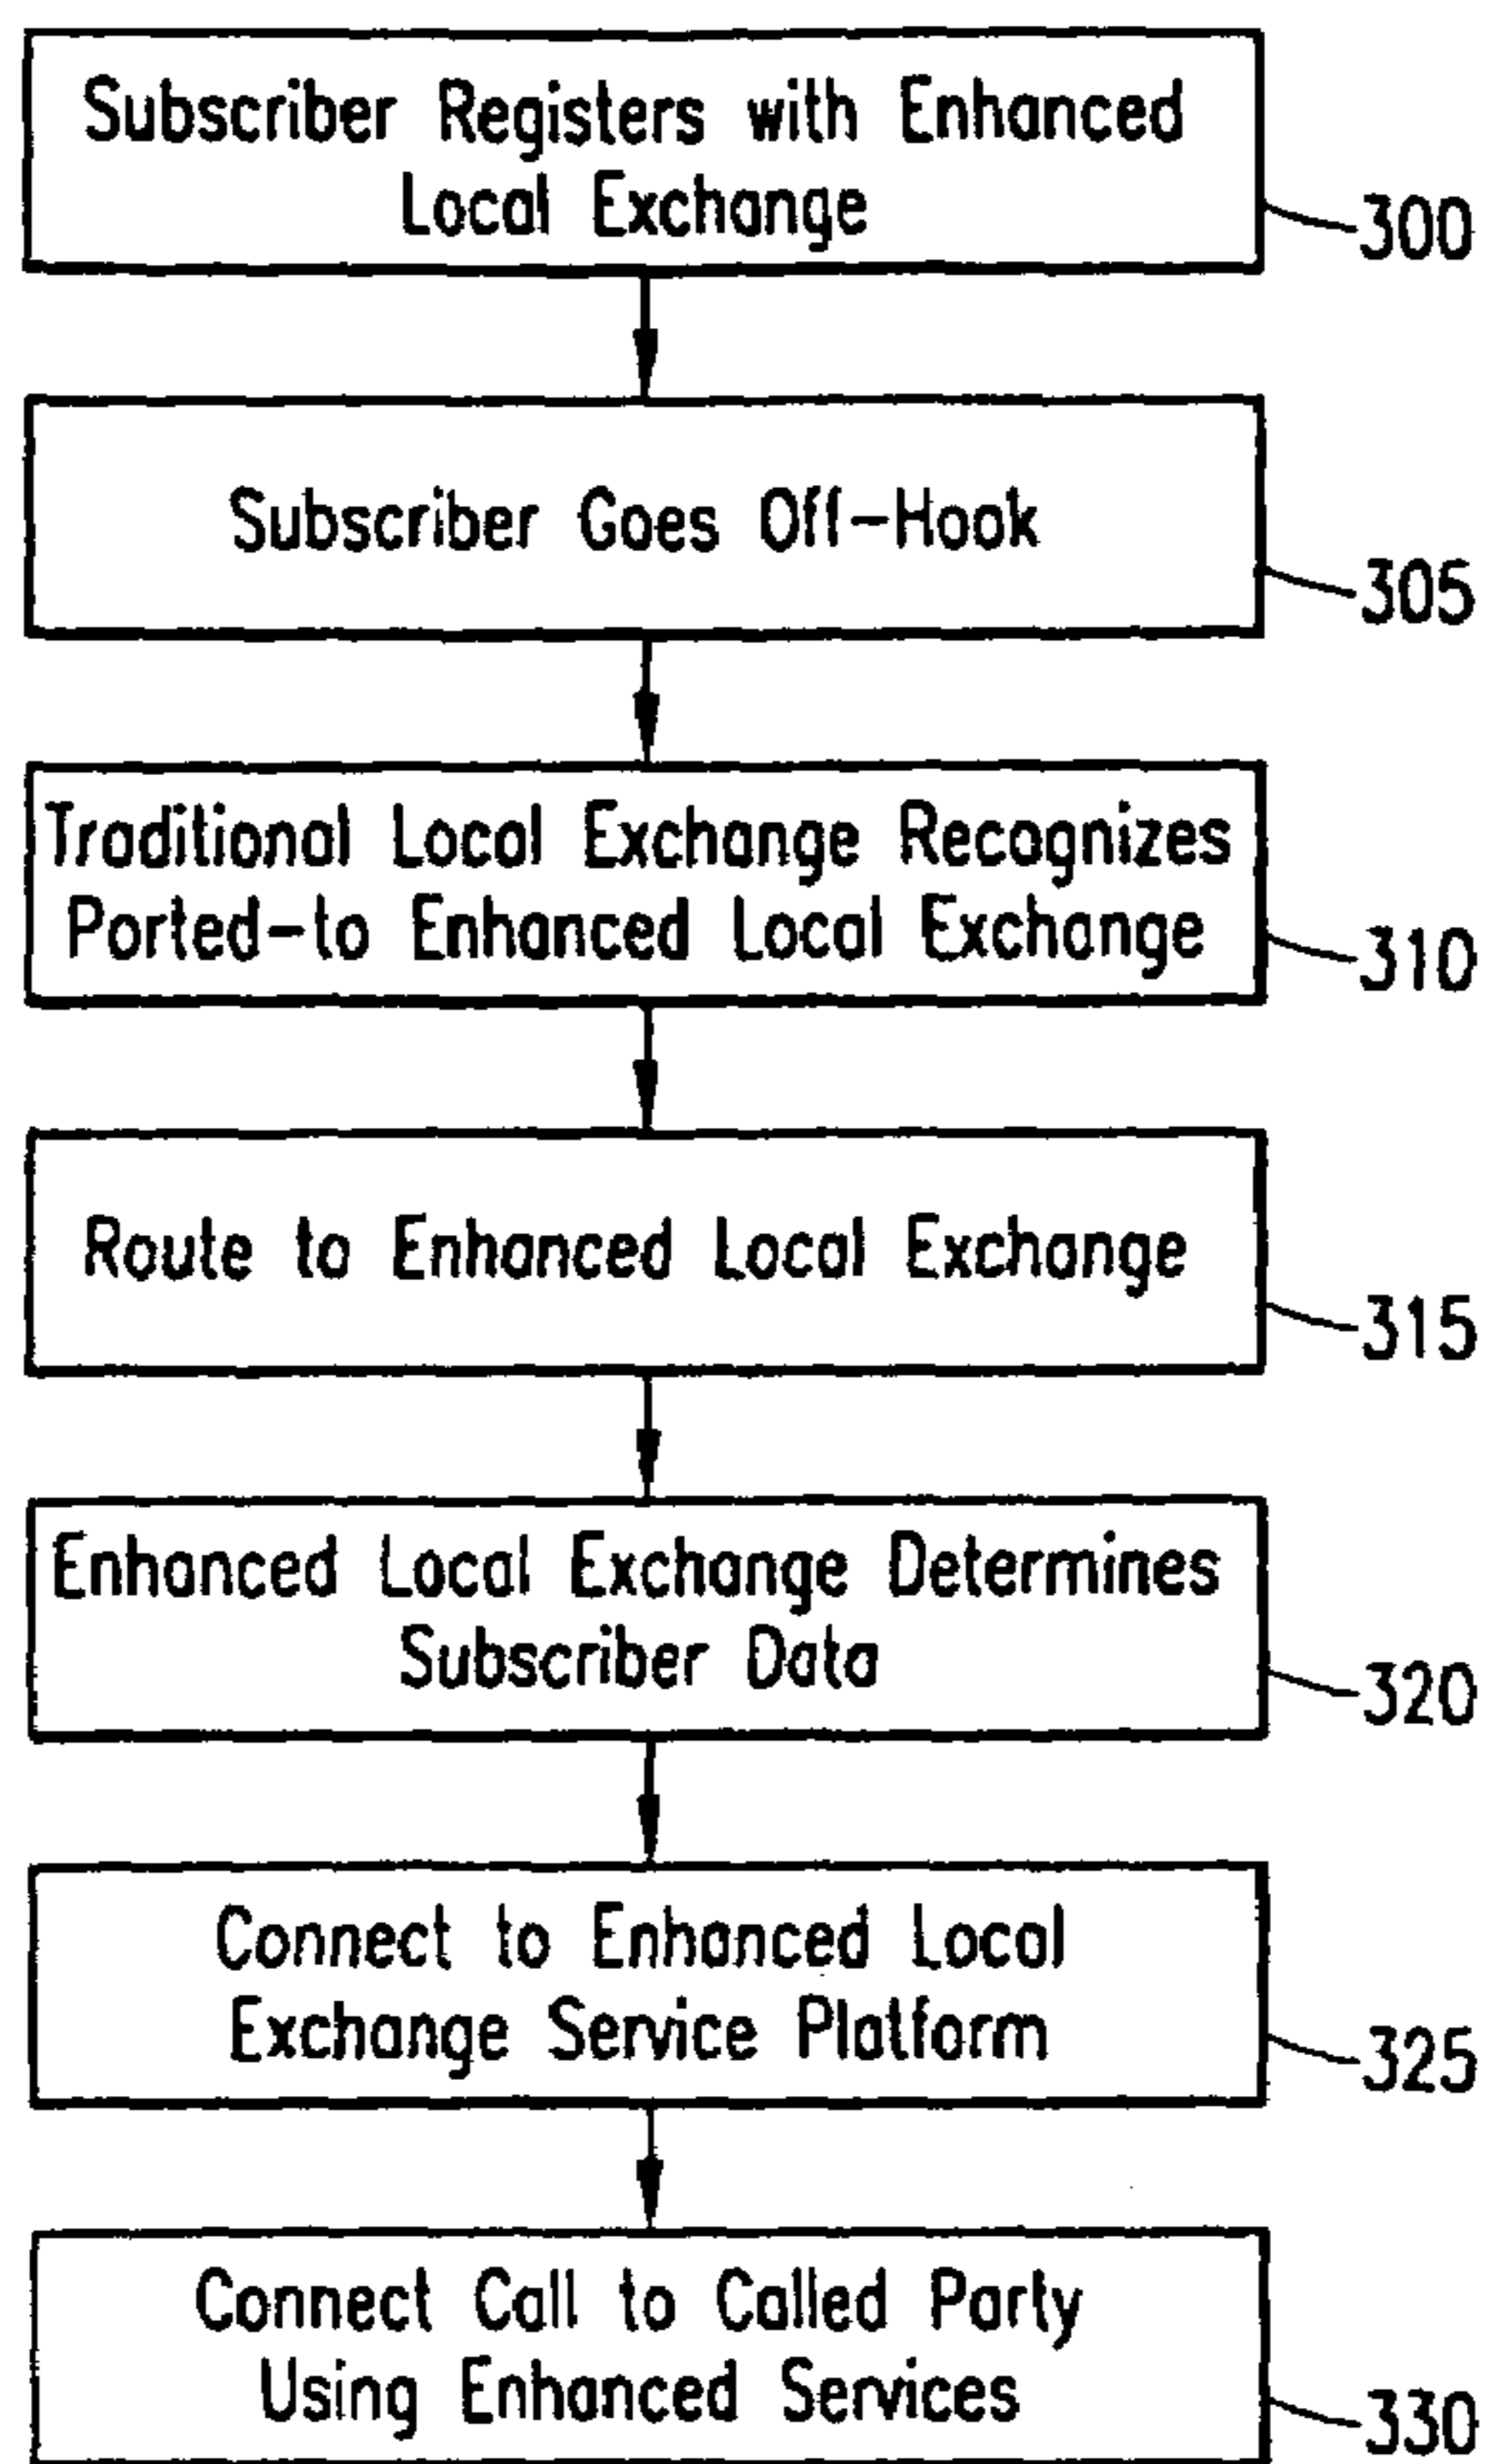 Subscriber Registers with Enhanced
Local Exchange
300
Subscriber Goes Off-Hook
305
Traditional Local Exchange Recognizes
Ported-to Enhanced Local Exchange
310
Route to Enhanced Local Exchange
315
Enhanced Local Exchange Determines
Subscriber Data
320
Connect to Enhanced Local
Exchange Service Platform
325
Connect Call to Called Party
Using Enhanced Services
330